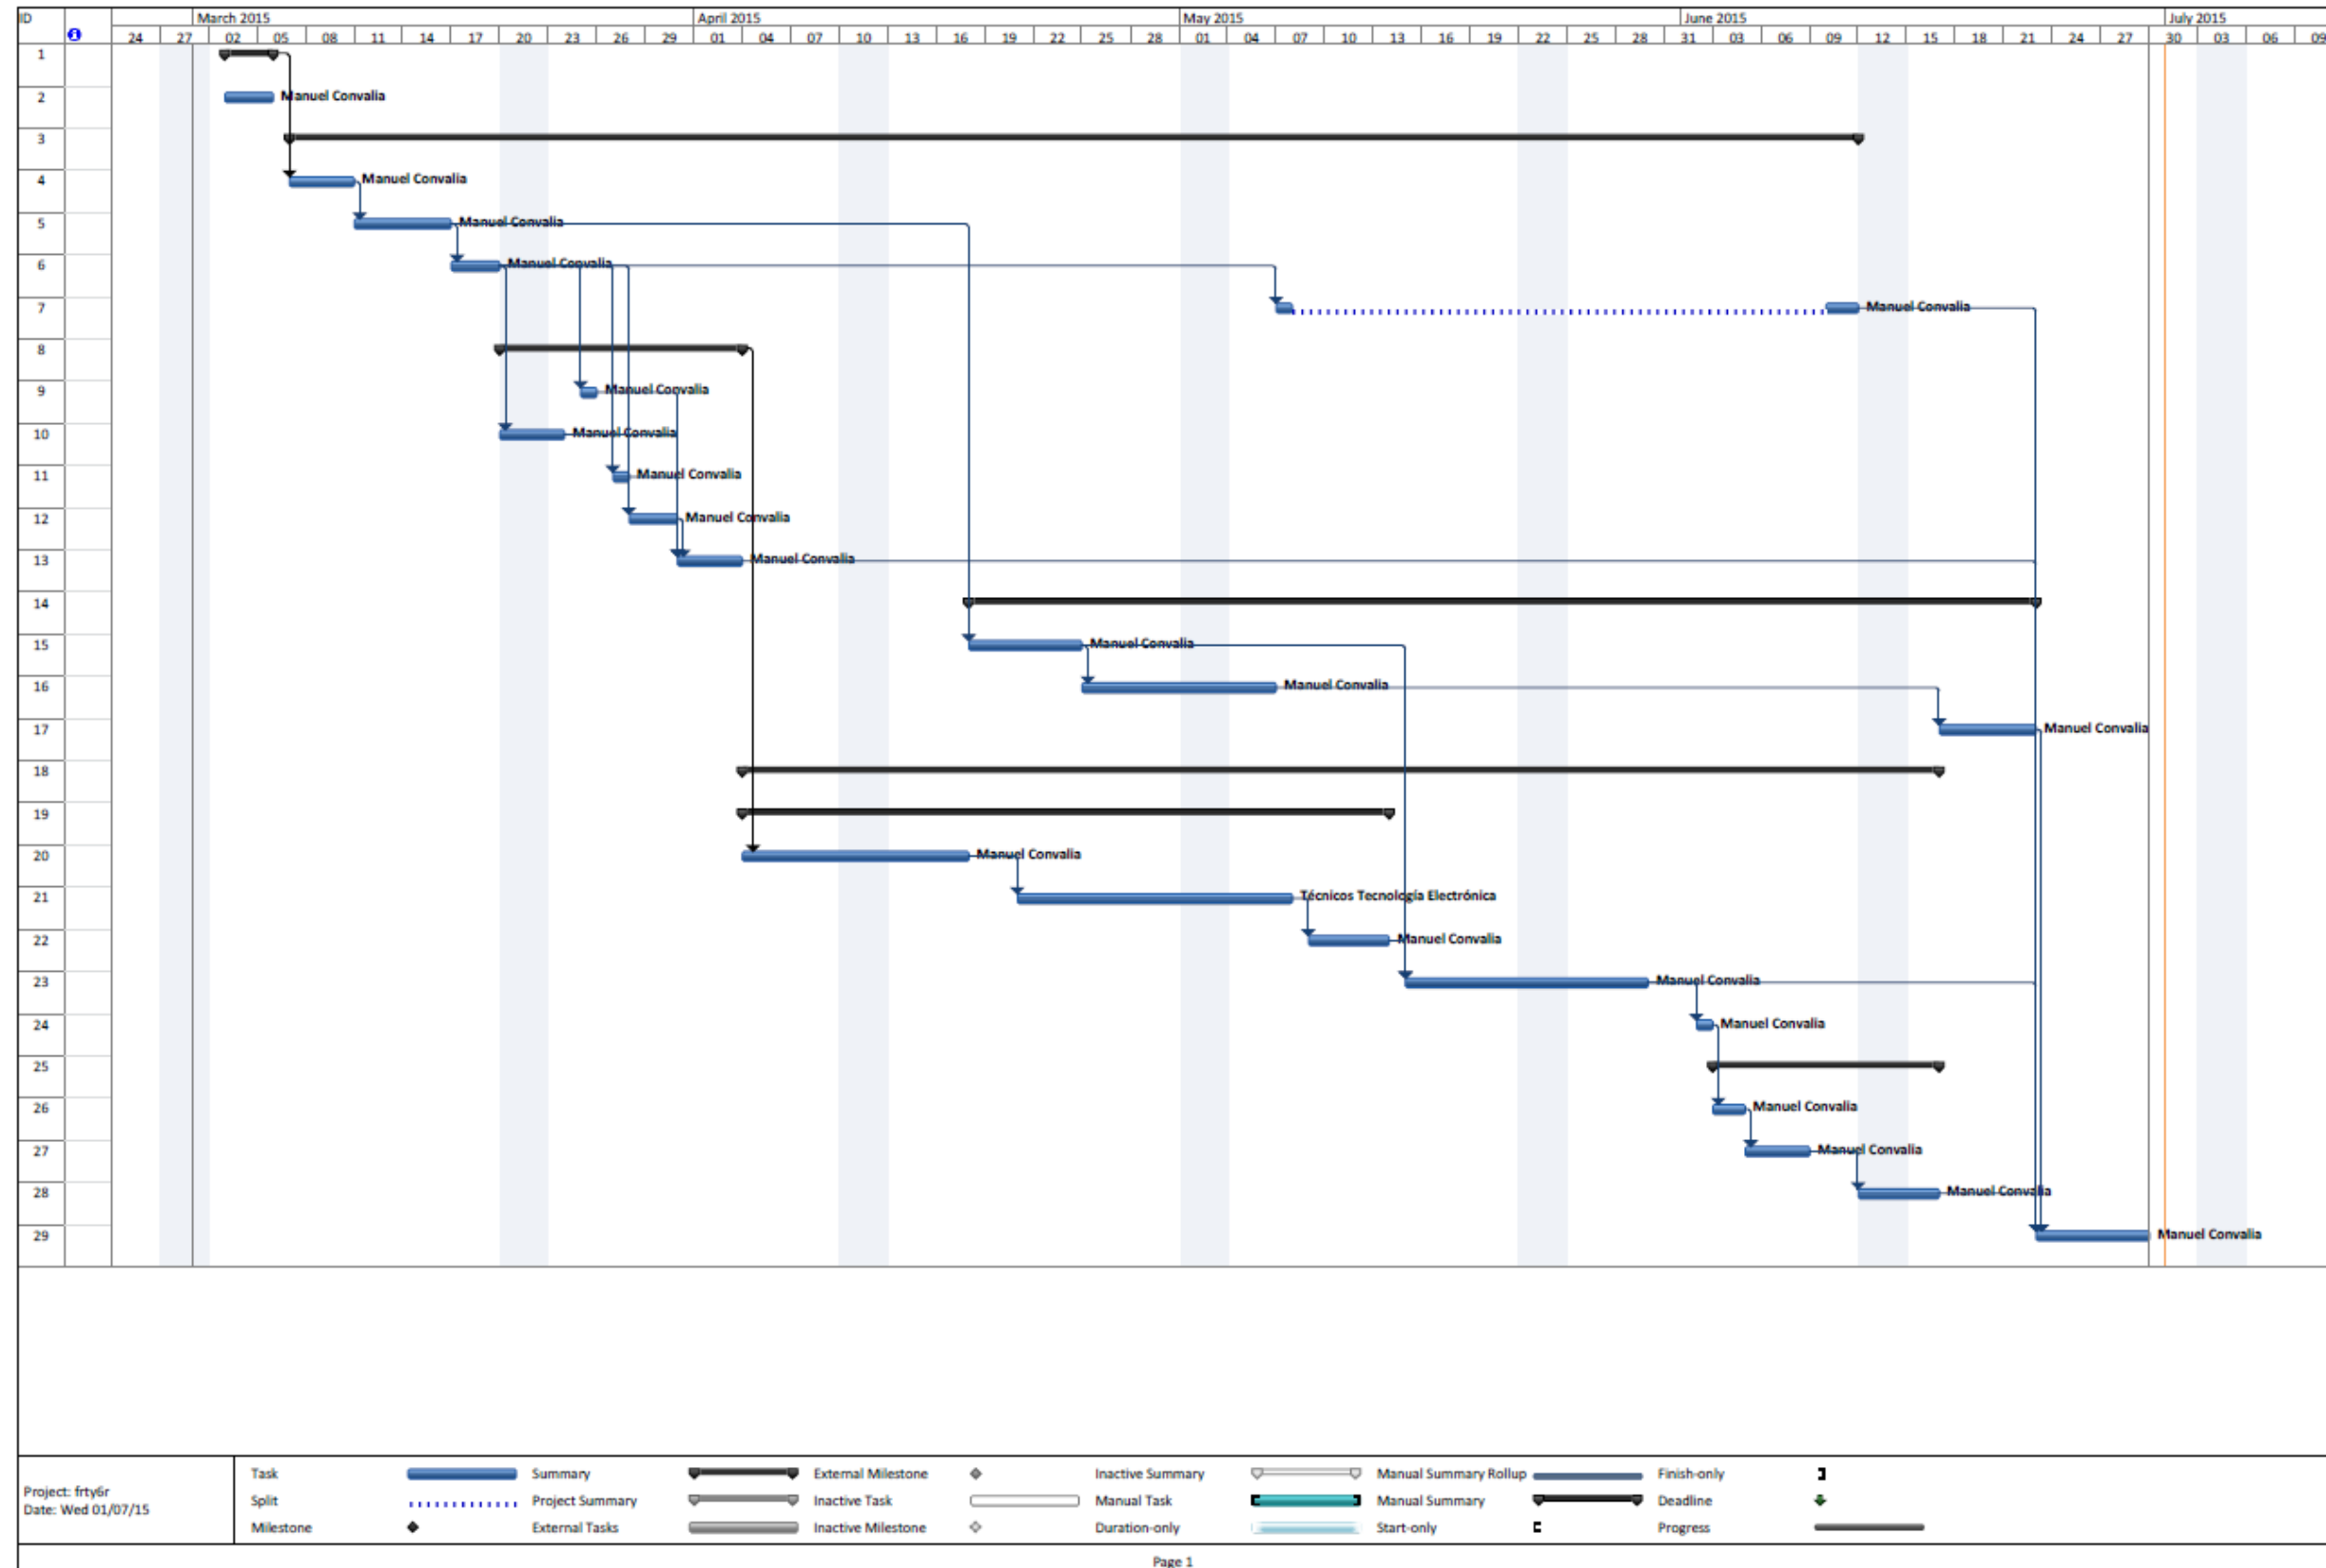 ID March 2015 April 2015 May 2015 June 2015 July 2015
24 27 02 05 08 11 14 17 20 23 26 29 01 04 07 10 13 16 19 22 25 28 01 04 07 10 13 16 19 22 25 28 31 03 06 09 12 15 18 21 24 27 30 03 06 09
1
2 Manuel Convalia
3
4 Manuel Convalia
5 Manuel Convalia
6 Manuel Convalia
7 Manuel Convalia
8
9 Manuel Convalia
10 Manuel Convalia
11 Manuel Convalia
12 Manuel Convalia
13 Manuel Convalia
14
15 Manuel Convalia
16 Manuel Convalia
17 Manuel Convalia
18
19
20 Manuel Convalia
21 Técnicos Tecnología Electrónica
22 Manuel Convalia
23 Manuel Convalia
24 Manuel Convalia
25
26 Manuel Convalia
27 Manuel Convalia
28 Manuel Convalia
29 Manuel Convalia
Project: frty6r
Date: Wed 01/07/15
Task Summary External Milestone Inactive Summary Manual Summary Rollup Finish-only
Split Project Summary Inactive Task Manual Task Manual Summary Deadline
Milestone External Tasks Inactive Milestone Duration-only Start-only Progress
Page 1